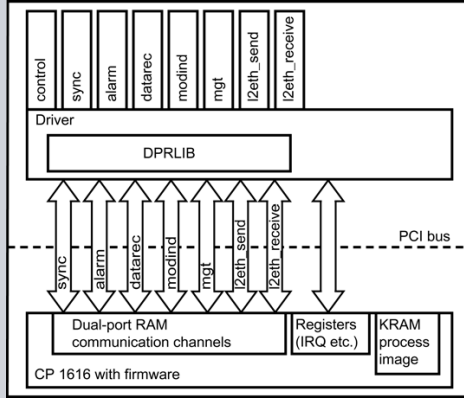 control
sync
alarm
datarec
modind
mgt
l2eth_send
l2eth_receive
Driver
DPRLIB
sync
alarm
datarec
modind
mgt
l2eth_send
l2eth_receive
PCI bus
Dual-port RAM
communication channels
Registers
(IRQ etc.)
KRAM
process
image
CP 1616 with firmware